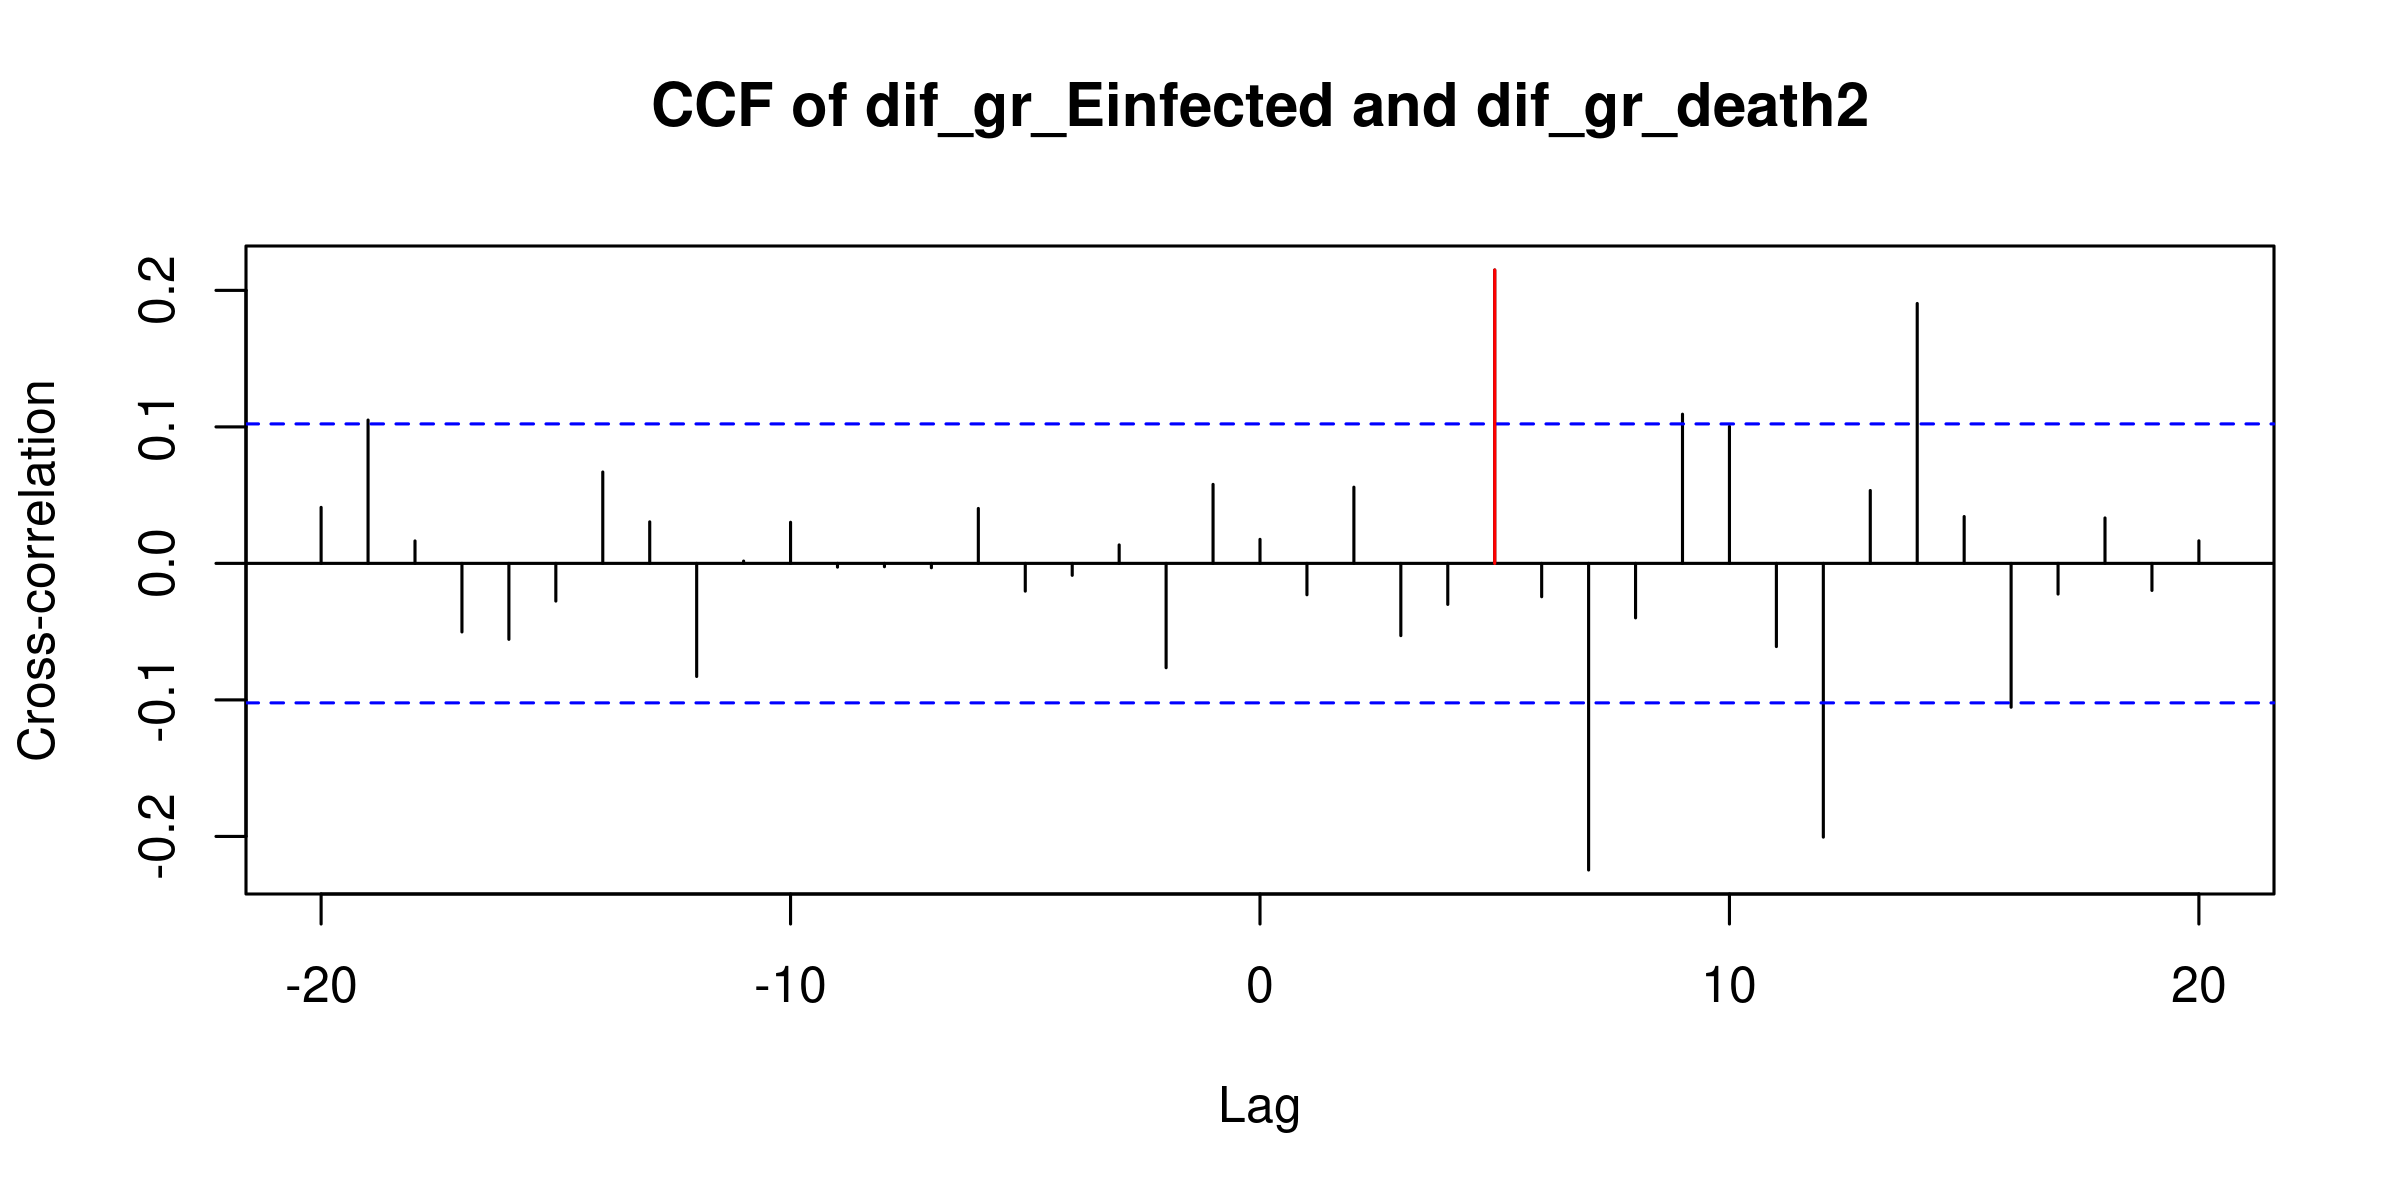 CCF of dif_gr_Einfected and dif_gr_death2
Cross-correlation
0.2
0.1
0.0
-0.1
-0.2
-20 -10 0 10 20
Lag